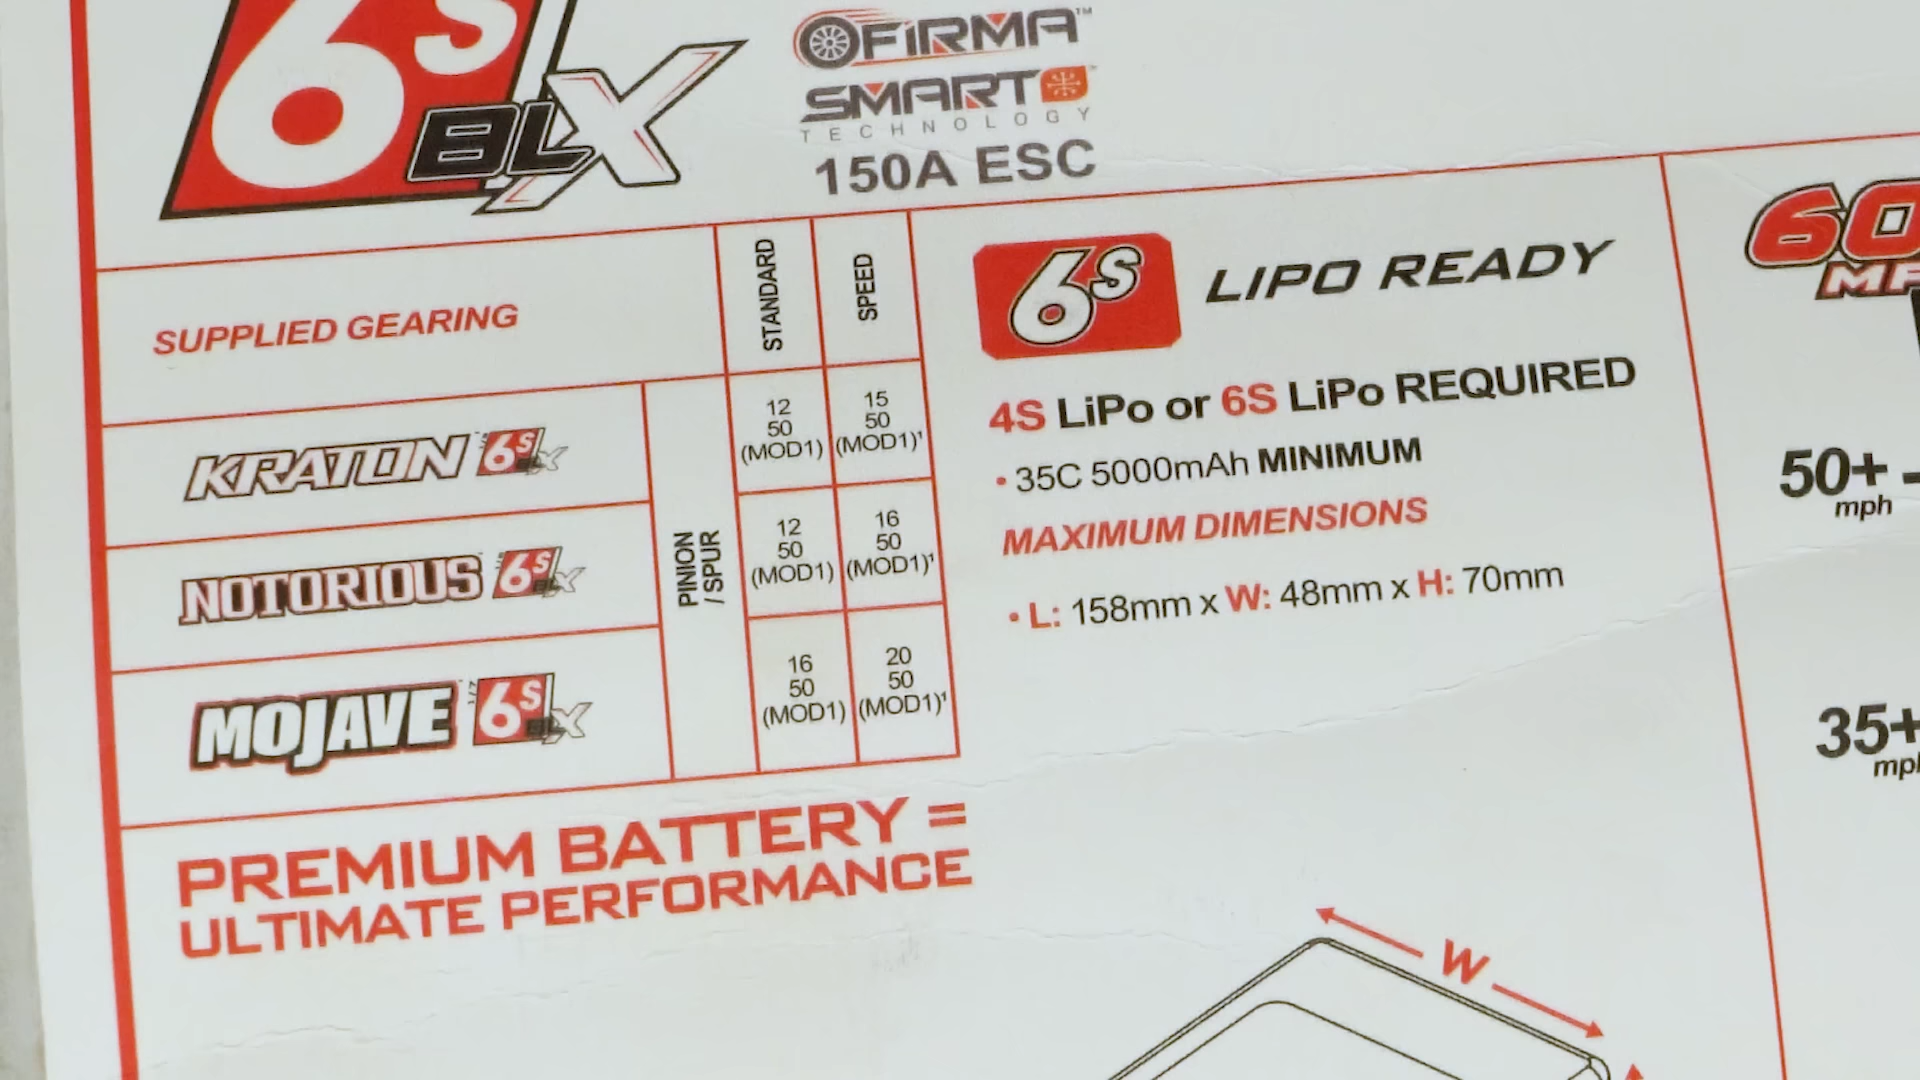 6S
BLX
FIRMA™
SMART
TECHNOLOGY
150A ESC
SUPPLIED GEARING
STANDARD
SPEED
KRATON 6S BLX
PINION
/ SPUR
12
50
(MOD1)
15
50
(MOD1)¹
NOTORIOUS 6S BLX
12
50
(MOD1)
16
50
(MOD1)¹
MOJAVE 6S BLX
16
50
(MOD1)
20
50
(MOD1)¹
PREMIUM BATTERY =
ULTIMATE PERFORMANCE
6S LIPO READY
4S LiPo or 6S LiPo REQUIRED
• 35C 5000mAh MINIMUM
MAXIMUM DIMENSIONS
• L: 158mm x W: 48mm x H: 70mm
W
60
50+
mph
35+